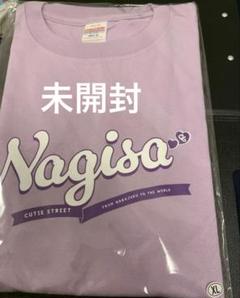 未開封
Nagisa
CUTIE STREET
FROM HARAJUKU TO THE WORLD
XL